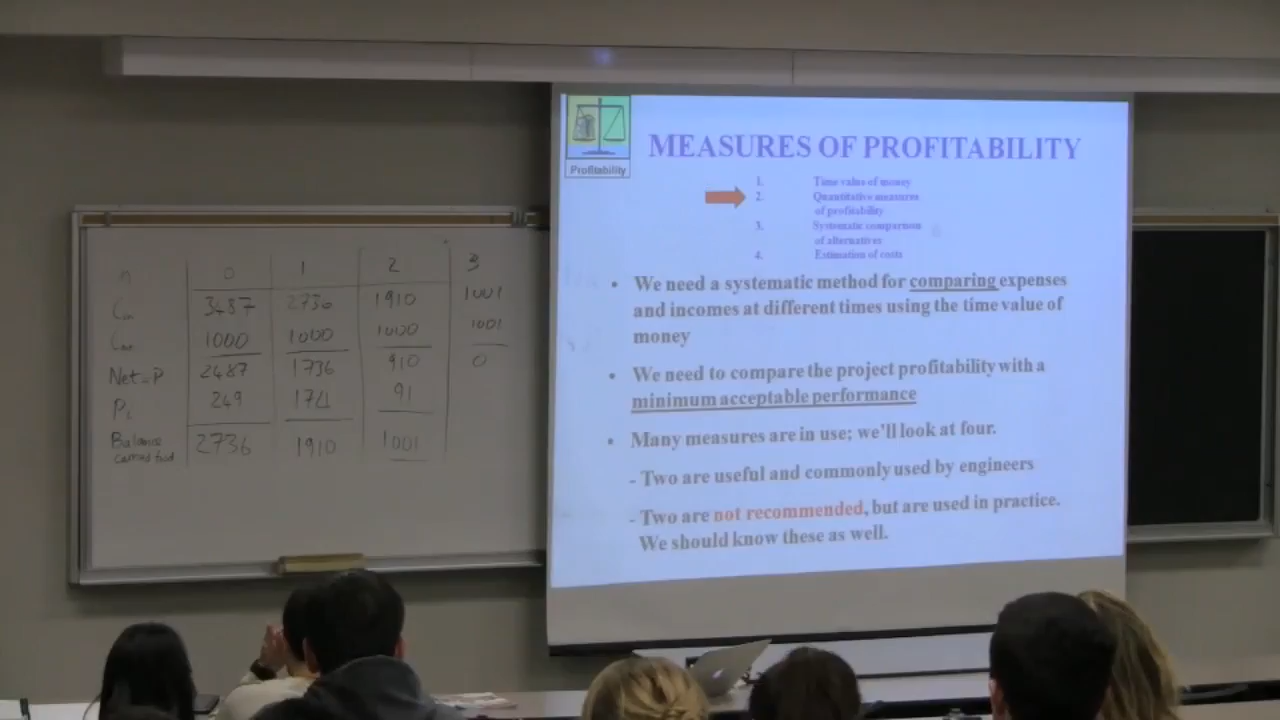 n 0 1 2 3
3487 2736 1910 1001
1000 1000 1000 1001
Net=P 2487 1736 910 0
249 174 91
Balance 2736 1910 1001
Profitability
MEASURES OF PROFITABILITY
1. Time value of money
2. Quantitative measures
of profitability
3. Systematic comparison
of alternatives
4. Estimation of costs
• We need a systematic method for comparing expenses
and incomes at different times using the time value of
money
• We need to compare the project profitability with a
minimum acceptable performance
• Many measures are in use; we'll look at four.
- Two are useful and commonly used by engineers
- Two are not recommended, but are used in practice.
We should know these as well.